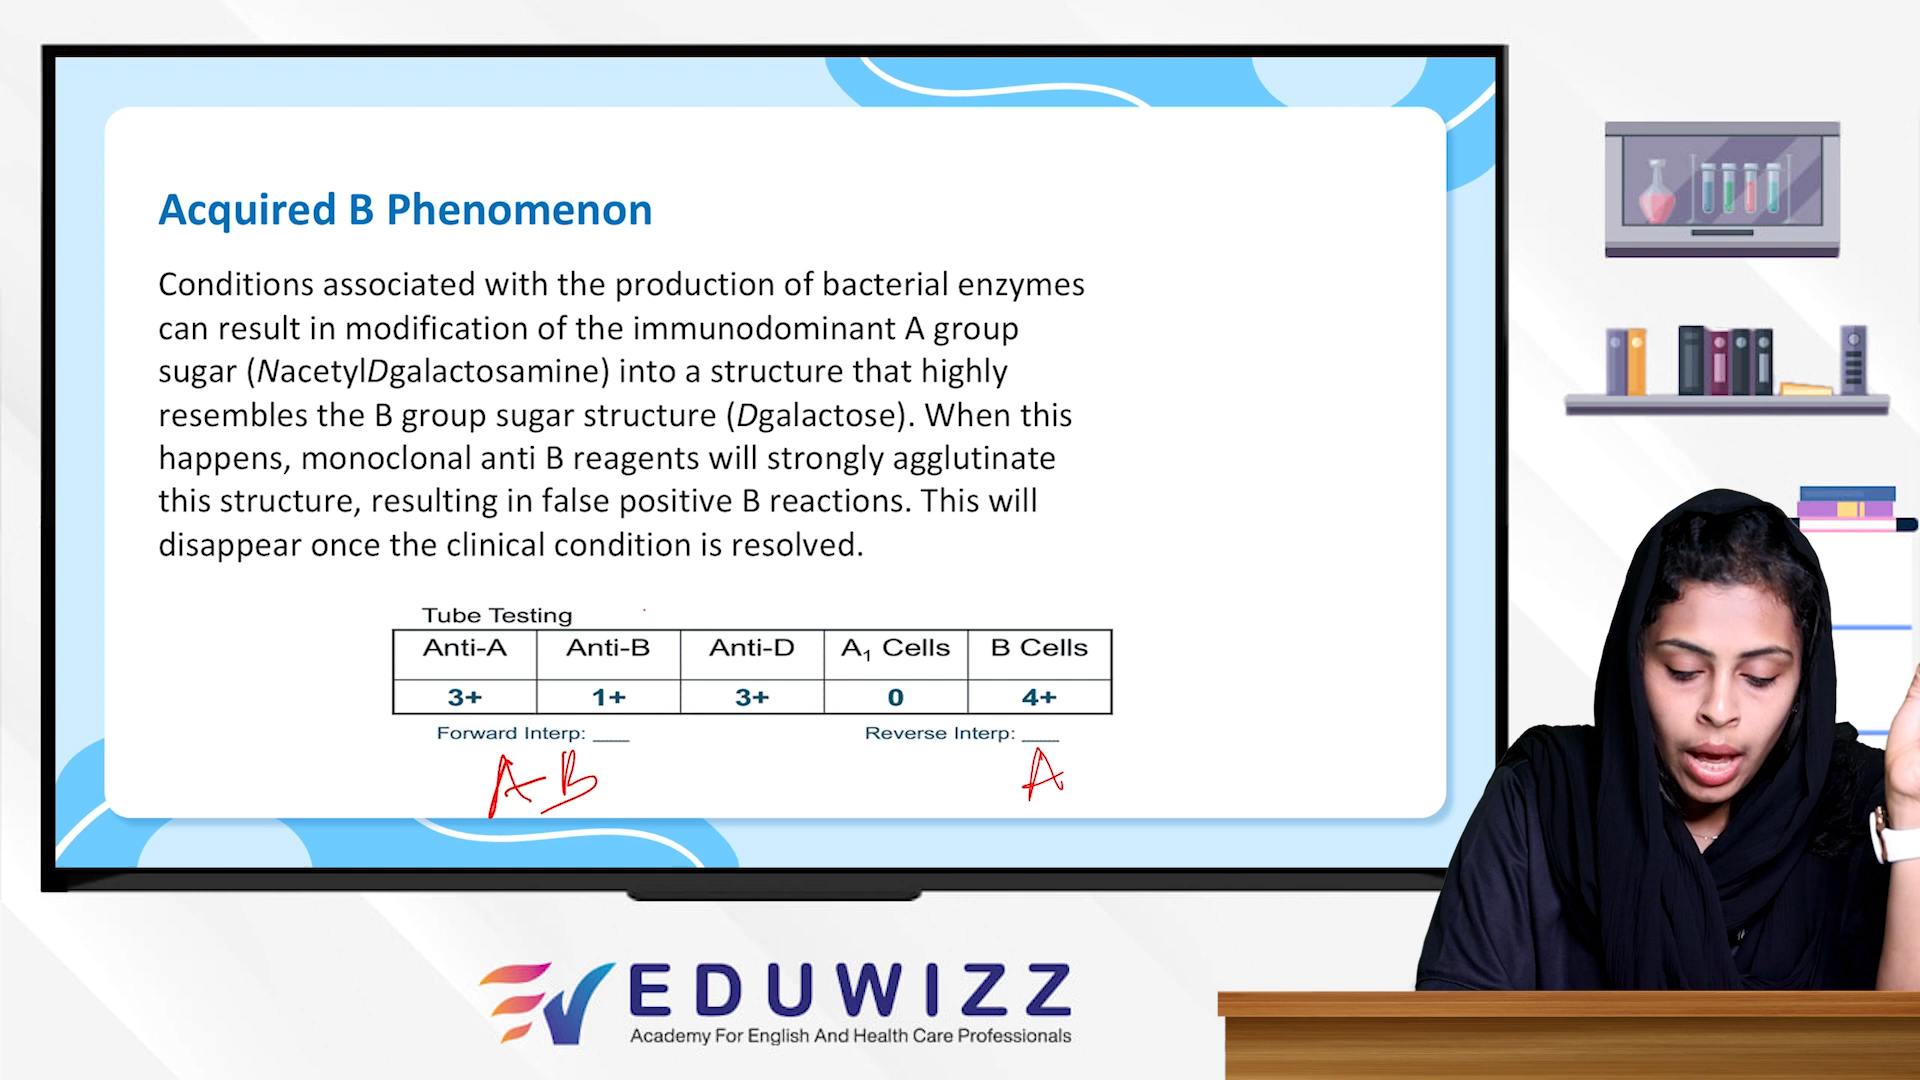 Acquired B Phenomenon
Conditions associated with the production of bacterial enzymes
can result in modification of the immunodominant A group
sugar (NacetylDgalactosamine) into a structure that highly
resembles the B group sugar structure (Dgalactose). When this
happens, monoclonal anti B reagents will strongly agglutinate
this structure, resulting in false positive B reactions. This will
disappear once the clinical condition is resolved.
Tube Testing
Anti-A Anti-B Anti-D A₁ Cells B Cells
3+ 1+ 3+ 0 4+
Forward Interp: ___ Reverse Interp: ___
AB A
EDUWIZZ
Academy For English And Health Care Professionals